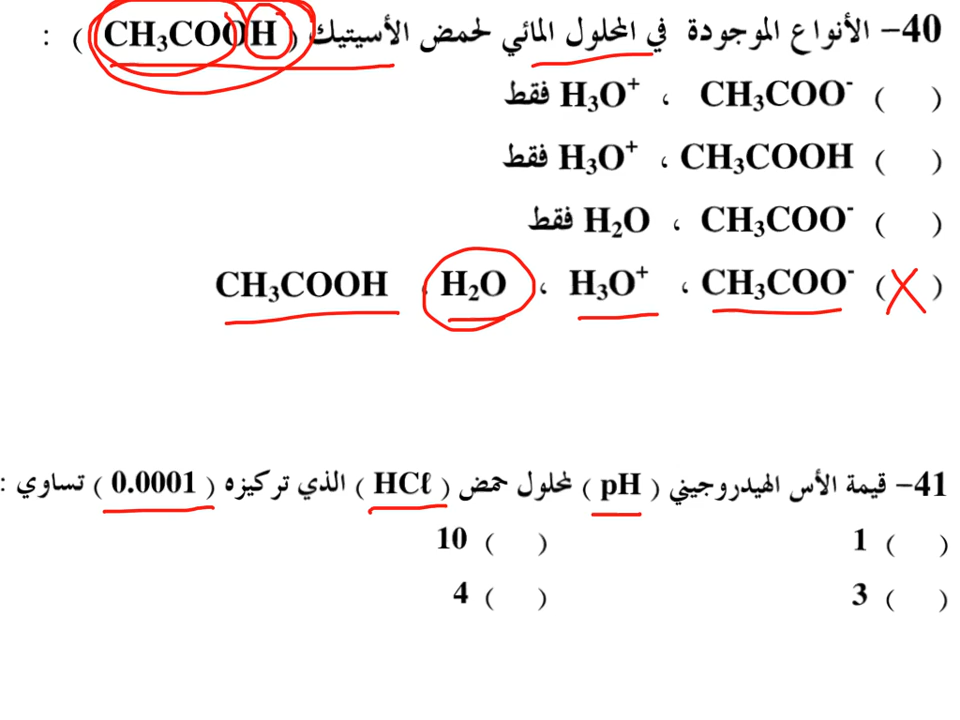 40– الأنواع الموجودة في المحلول المائي لحمض الأسيتيك ( CH₃COOH ) :
( ) CH₃COO⁻ ، H₃O⁺ فقط
( ) CH₃COOH ، H₃O⁺ فقط
( ) CH₃COO⁻ ، H₂O فقط
(X) CH₃COO⁻ ، H₃O⁺ ، H₂O ، CH₃COOH
41– قيمة الأس الهيدروجيني ( pH ) لمحلول حمض ( HCℓ ) الذي تركيزه ( 0.0001 ) تساوي :
( ) 1 ( ) 10
( ) 3 ( ) 4